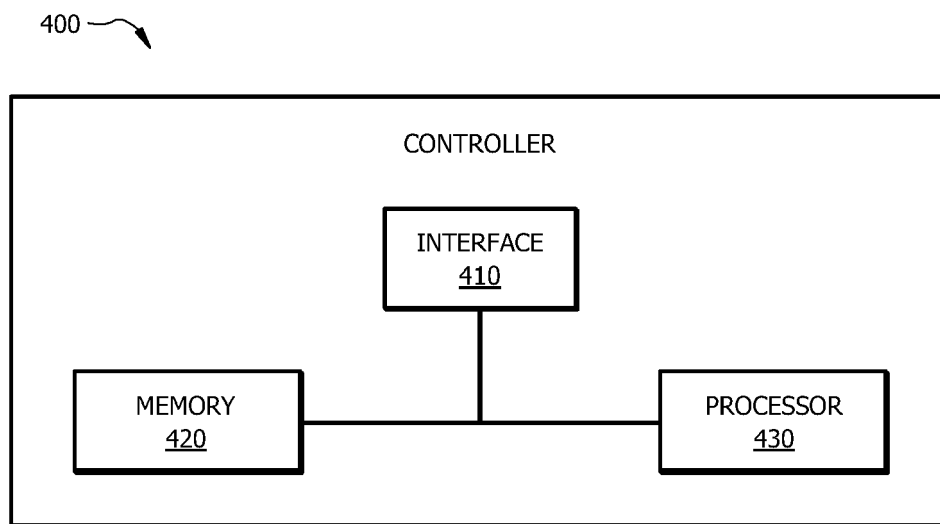 400
CONTROLLER
INTERFACE
410
MEMORY
420
PROCESSOR
430